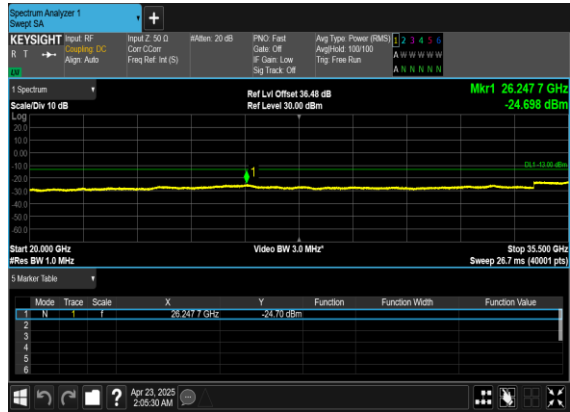 Spectrum Analyzer 1
Swept SA
KEYSIGHT Input: RF Input Z: 50 Ω #Atten: 20 dB PNO: Fast Avg Type: Power (RMS) 1 2 3 4 5 6
R T Coupling: DC Corr CCorr Gate: Off Avg|Hold: 100/100 A W W W W W
Align: Auto Freq Ref: Int (S) IF Gain: Low Trig: Free Run
Sig Track: Off A N N N N N
1 Spectrum Mkr1 26.247 7 GHz
Ref Lvl Offset 36.48 dB
Scale/Div 10 dB Ref Level 30.00 dBm -24.698 dBm
Log
20.0
10.0
0.00
-10.0 DL1 -13.00 dBm
1
-20.0
-30.0
-40.0
-50.0
-60.0
Start 20.000 GHz Video BW 3.0 MHz* Stop 35.500 GHz
#Res BW 1.0 MHz Sweep 26.7 ms (40001 pts)
5 Marker Table
Mode Trace Scale X Y Function Function Width Function Value
1 N 1 f 26.247 7 GHz -24.70 dBm
2
3
4
5
6
? Apr 23, 2025
2:05:30 AM